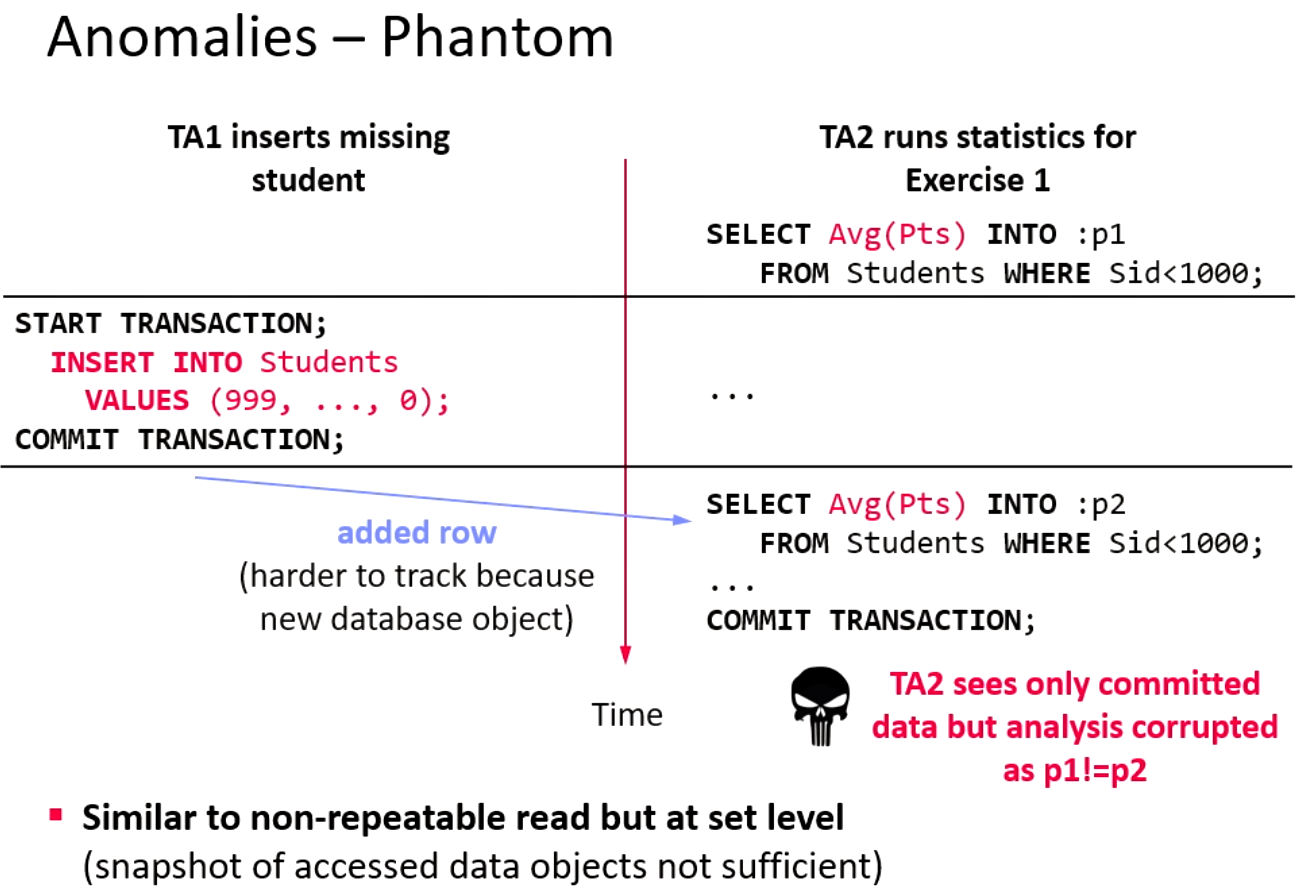 Anomalies – Phantom
TA1 inserts missing
student
TA2 runs statistics for
Exercise 1
SELECT Avg(Pts) INTO :p1
FROM Students WHERE Sid<1000;
START TRANSACTION;
INSERT INTO Students
VALUES (999, ..., 0);
COMMIT TRANSACTION;
...
added row
(harder to track because
new database object)
SELECT Avg(Pts) INTO :p2
FROM Students WHERE Sid<1000;
...
COMMIT TRANSACTION;
Time
TA2 sees only committed
data but analysis corrupted
as p1!=p2
▪ Similar to non-repeatable read but at set level
(snapshot of accessed data objects not sufficient)